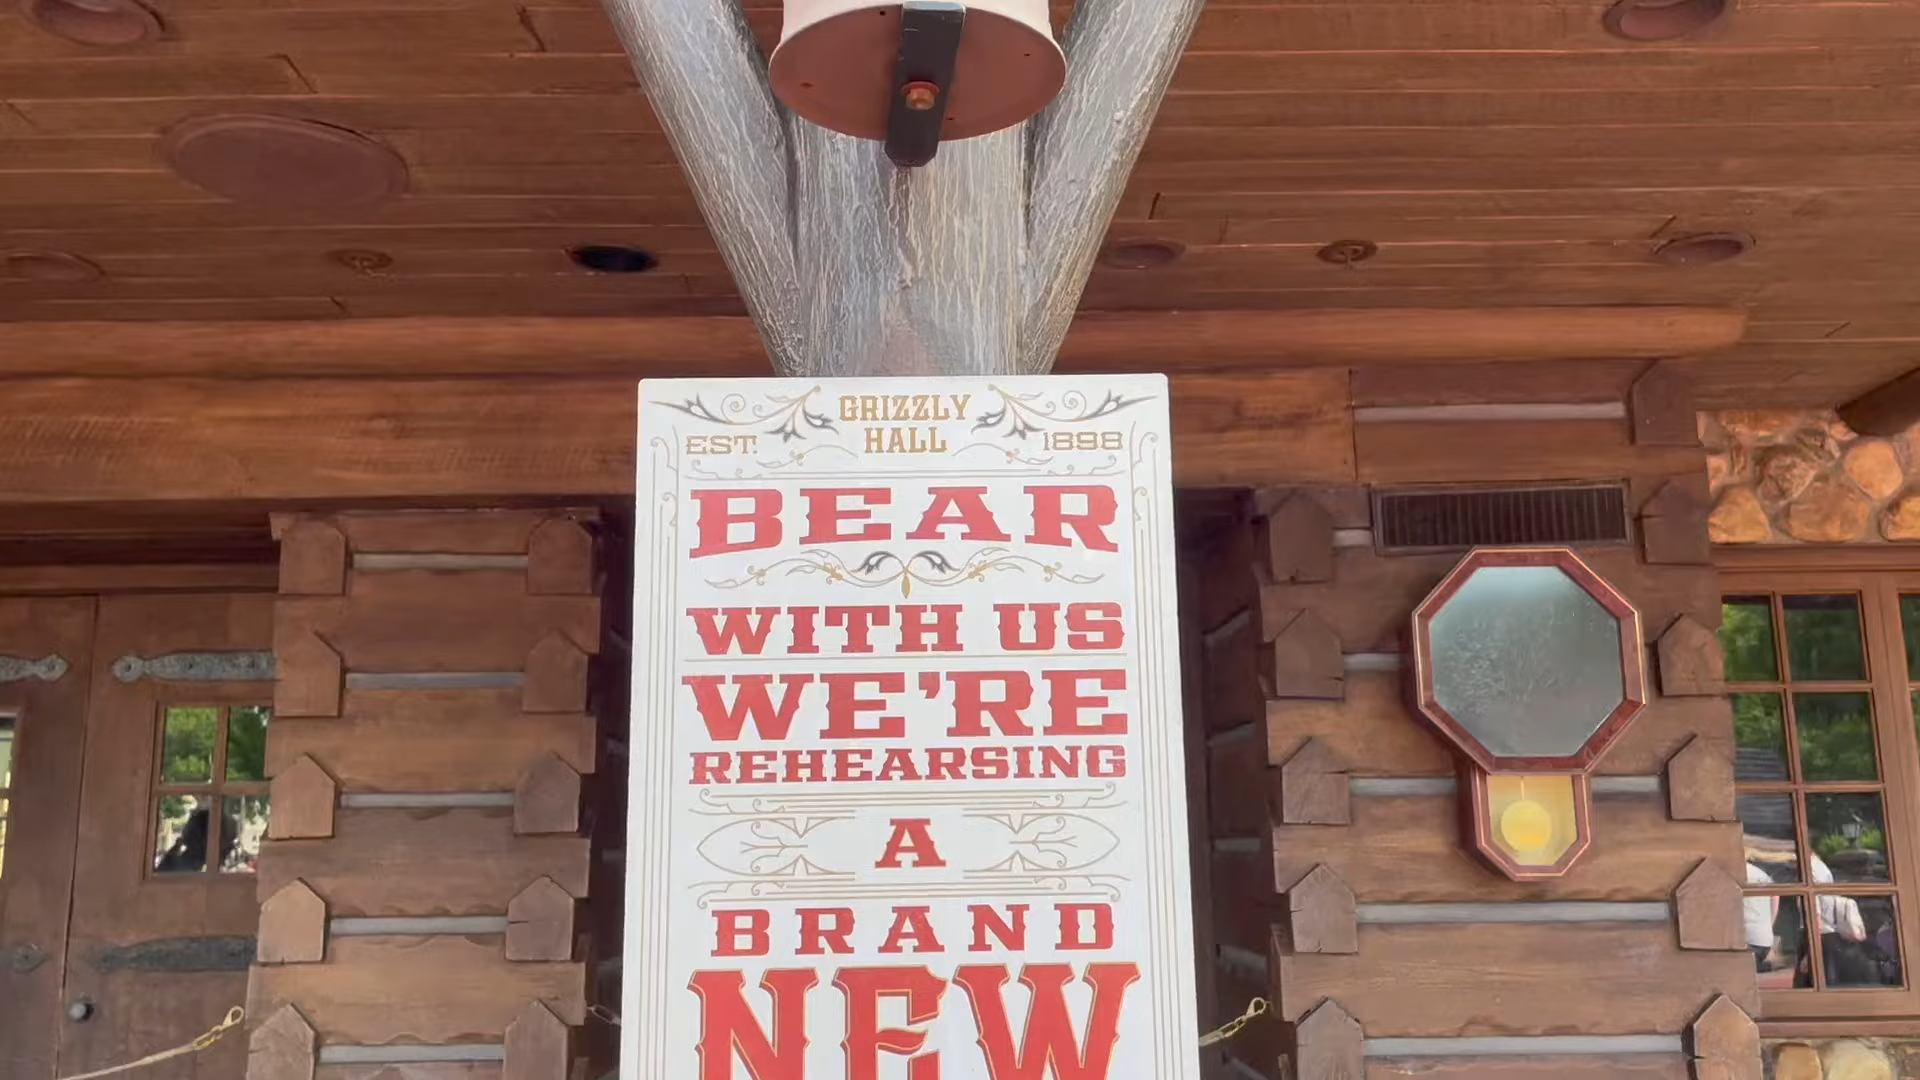 GRIZZLY
HALL
EST. 1898
BEAR
WITH US
WE'RE
REHEARSING
A
BRAND
NEW